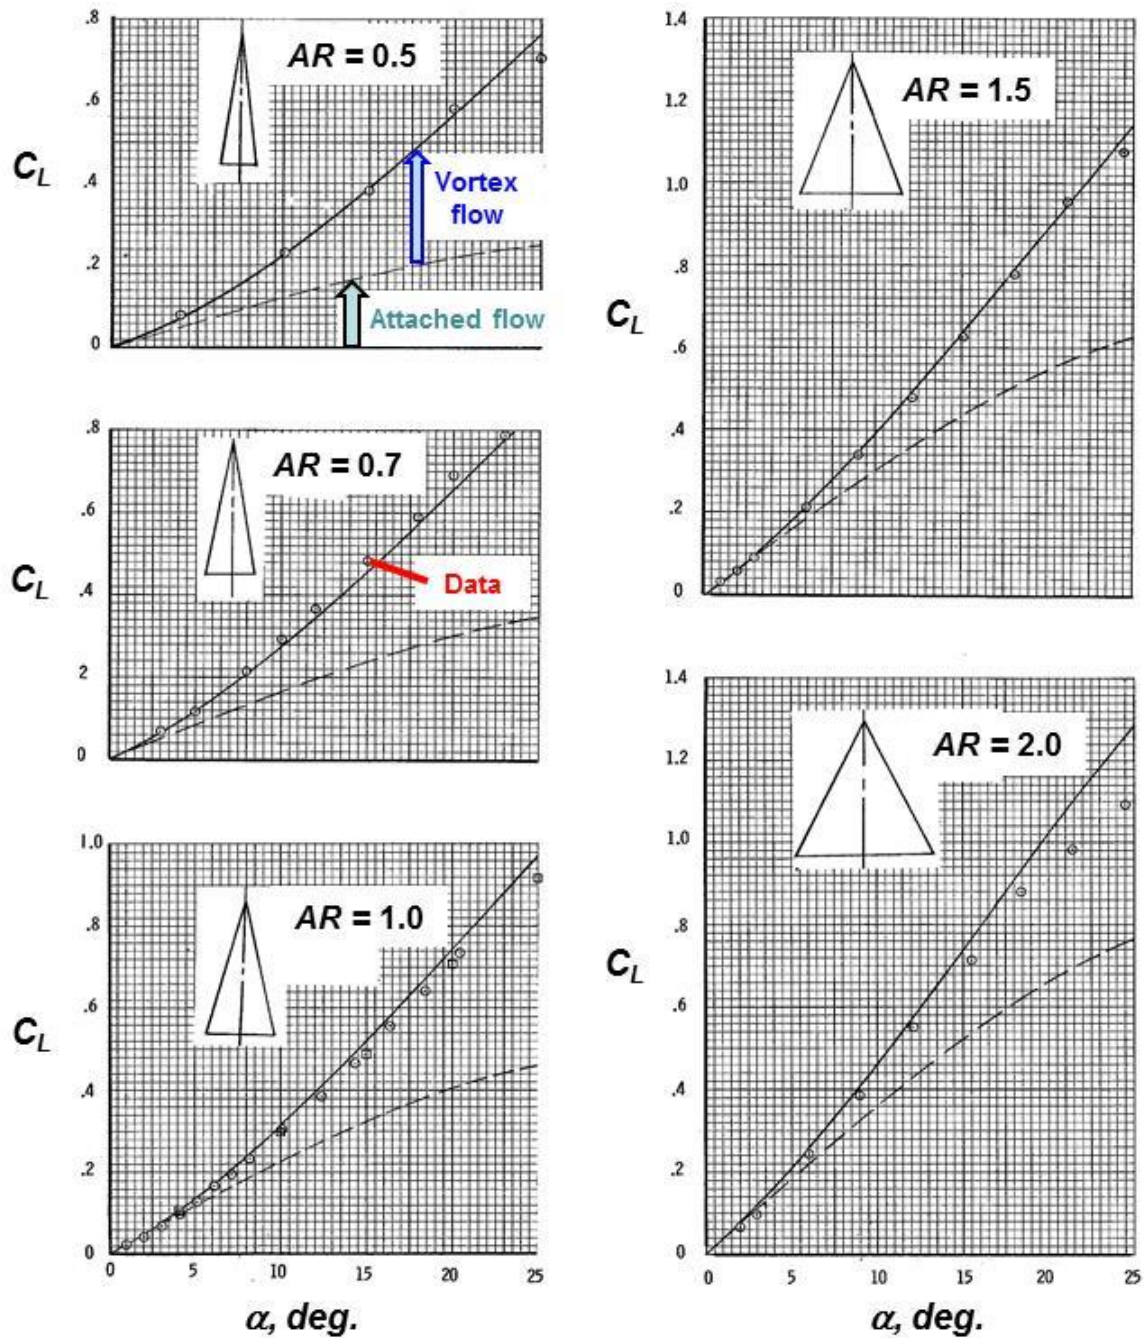 .8
AR = 0.5
.6
C_L
.4
Vortex
flow
.2
Attached flow
0
.8
AR = 0.7
.6
C_L
.4
Data
2
0
1.0
AR = 1.0
.8
.6
C_L
.4
.2
0
0 5 10 15 20 25
α, deg.
1.4
AR = 1.5
1.2
1.0
.8
C_L
.6
.4
.2
0
1.4
AR = 2.0
1.2
1.0
.8
C_L
.6
.4
.2
0
0 5 10 15 20 25
α, deg.